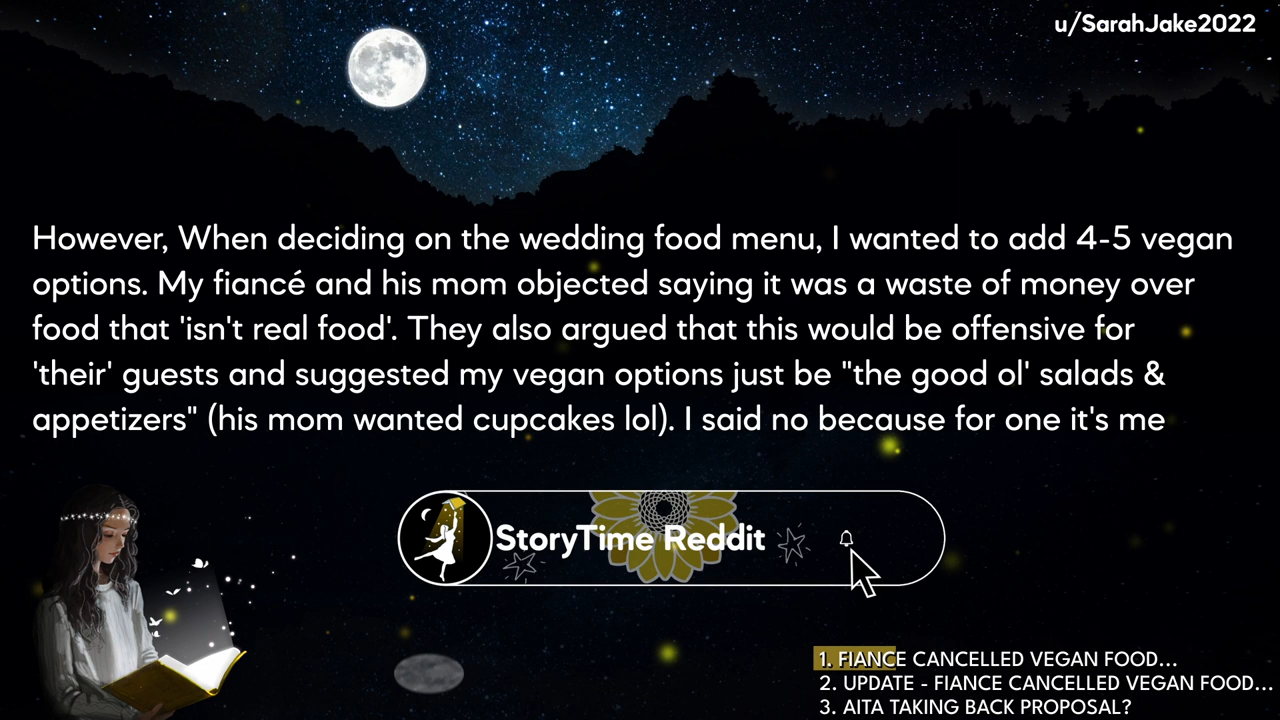 u/SarahJake2022
However, When deciding on the wedding food menu, I wanted to add 4-5 vegan
options. My fiancé and his mom objected saying it was a waste of money over
food that 'isn't real food'. They also argued that this would be offensive for
'their' guests and suggested my vegan options just be "the good ol' salads &
appetizers" (his mom wanted cupcakes lol). I said no because for one it's me
StoryTime Reddit
1. FIANCE CANCELLED VEGAN FOOD...
2. UPDATE - FIANCE CANCELLED VEGAN FOOD...
3. AITA TAKING BACK PROPOSAL?